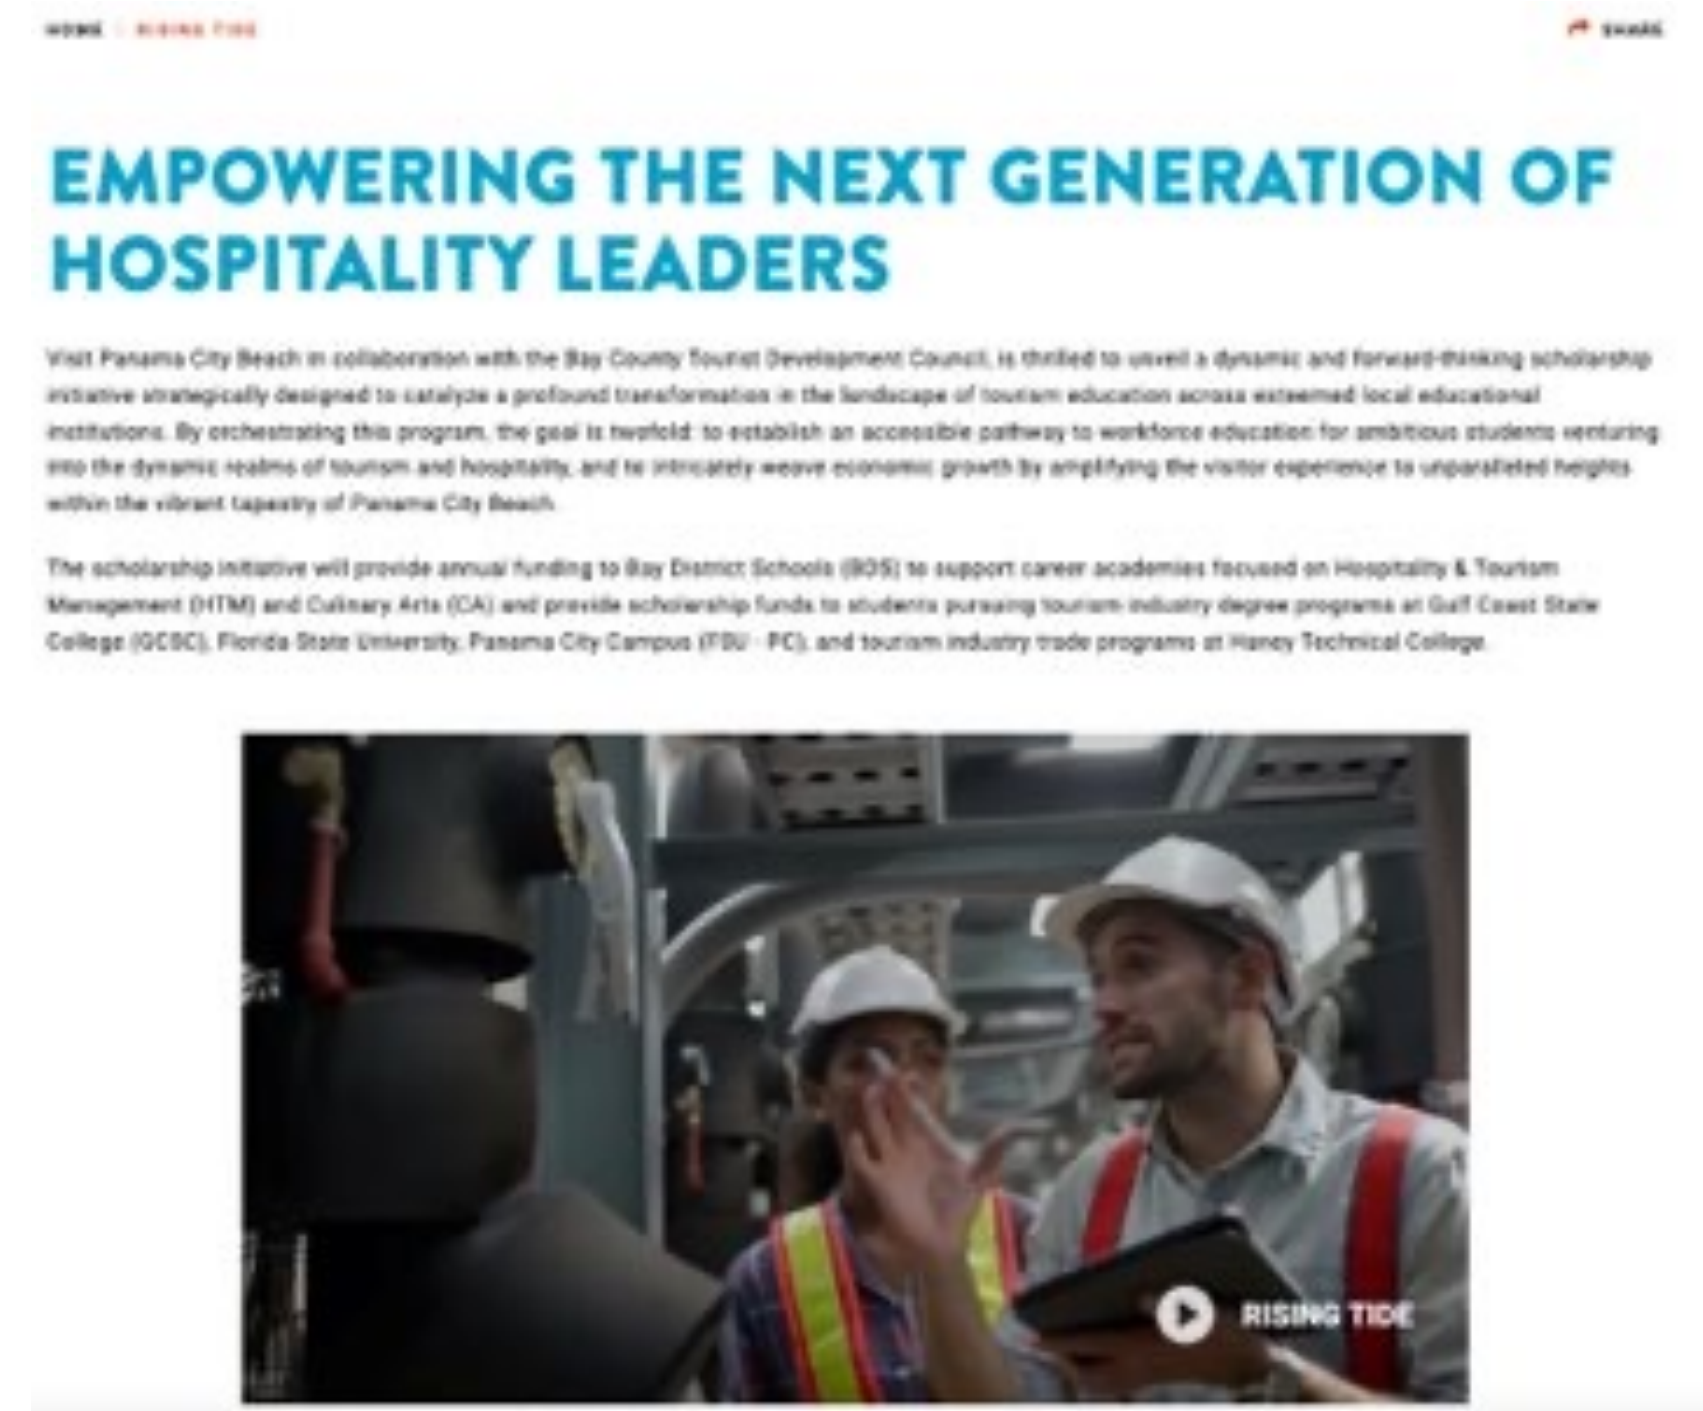 HOME RISING TIDE
SHARE
EMPOWERING THE NEXT GENERATION OF
HOSPITALITY LEADERS
Visit Panama City Beach in collaboration with the Bay County Tourist Development Council, is thrilled to unveil a dynamic and forward-thinking scholarship
initiative strategically designed to catalyze a profound transformation in the landscape of tourism education across esteemed local educational
institutions. By orchestrating this program, the goal is twofold: to establish an accessible pathway to workforce education for ambitious students venturing
into the dynamic realms of tourism and hospitality, and to intricately weave economic growth by amplifying the visitor experience to unparalleled heights
within the vibrant tapestry of Panama City Beach.
The scholarship initiative will provide annual funding to Bay District Schools (BDS) to support career academies focused on Hospitality & Tourism
Management (HTM) and Culinary Arts (CA) and provide scholarship funds to students pursuing tourism industry degree programs at Gulf Coast State
College (GCSC), Florida State University, Panama City Campus (FSU - PC), and tourism industry trade programs at Haney Technical College.
RISING TIDE